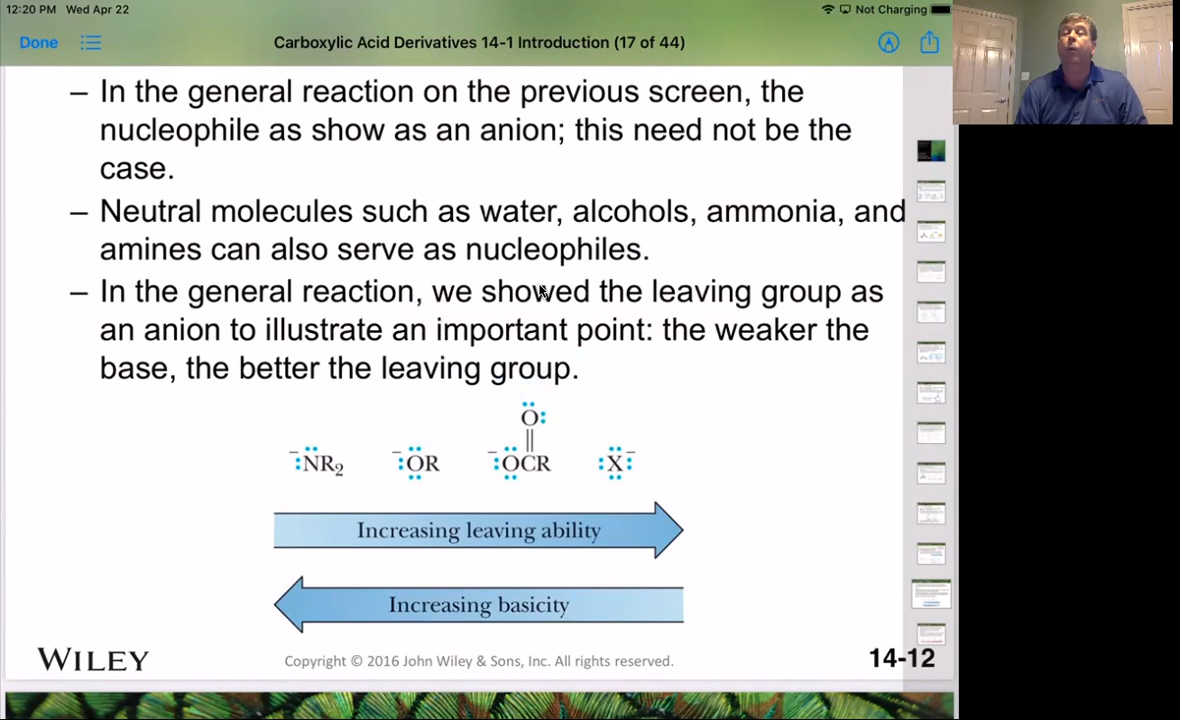 12:20 PM Wed Apr 22
Not Charging
Done
Carboxylic Acid Derivatives 14-1 Introduction (17 of 44)
– In the general reaction on the previous screen, the
nucleophile as show as an anion; this need not be the
case.
– Neutral molecules such as water, alcohols, ammonia, and
amines can also serve as nucleophiles.
– In the general reaction, we showed the leaving group as
an anion to illustrate an important point: the weaker the
base, the better the leaving group.
O:
⁻:NR₂ ⁻:OR ⁻:OCR :X:⁻
Increasing leaving ability
Increasing basicity
WILEY
Copyright © 2016 John Wiley & Sons, Inc. All rights reserved.
14-12